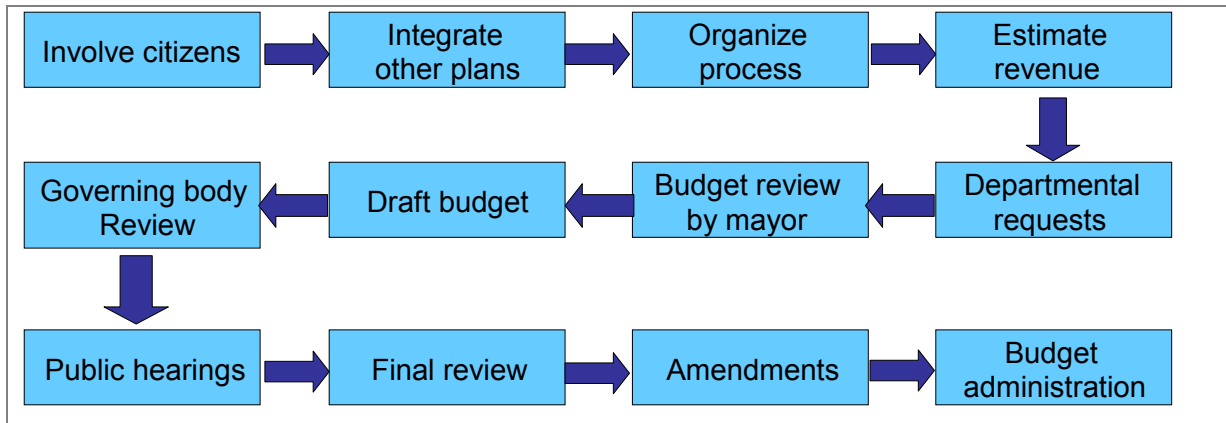 Involve citizens
Integrate
other plans
Organize
process
Estimate
revenue
Departmental
requests
Budget review
by mayor
Draft budget
Governing body
Review
Public hearings
Final review
Amendments
Budget
administration